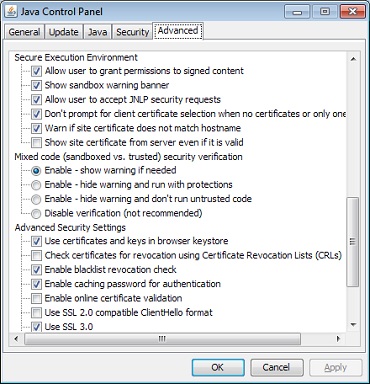 Java Control Panel
General Update Java Security Advanced
Secure Execution Environment
Allow user to grant permissions to signed content
Show sandbox warning banner
Allow user to accept JNLP security requests
Don't prompt for client certificate selection when no certificates or only one
Warn if site certificate does not match hostname
Show site certificate from server even if it is valid
Mixed code (sandboxed vs. trusted) security verification
Enable - show warning if needed
Enable - hide warning and run with protections
Enable - hide warning and don't run untrusted code
Disable verification (not recommended)
Advanced Security Settings
Use certificates and keys in browser keystore
Check certificates for revocation using Certificate Revocation Lists (CRLs)
Enable blacklist revocation check
Enable caching password for authentication
Enable online certificate validation
Use SSL 2.0 compatible ClientHello format
Use SSL 3.0
OK Cancel Apply